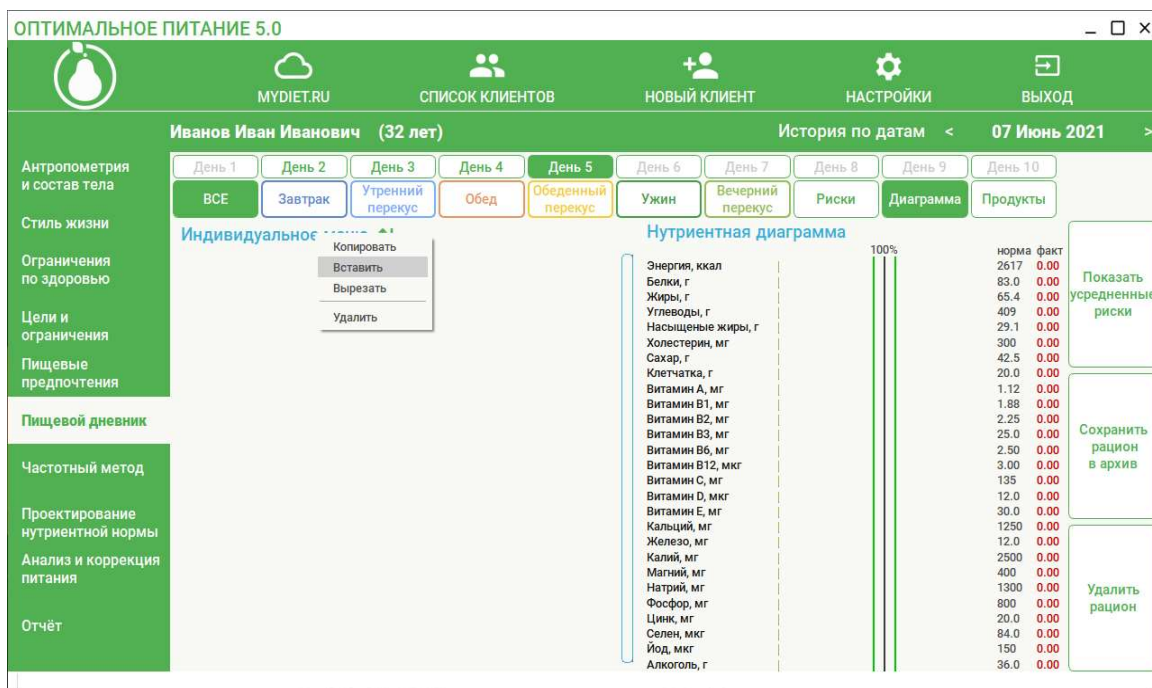 ОПТИМАЛЬНОЕ ПИТАНИЕ 5.0
MYDIET.RU
СПИСОК КЛИЕНТОВ
НОВЫЙ КЛИЕНТ
НАСТРОЙКИ
ВЫХОД
Иванов Иван Иванович (32 лет)
История по датам < 07 Июнь 2021 >
Антропометрия
и состав тела
Стиль жизни
Ограничения
по здоровью
Цели и
ограничения
Пищевые
предпочтения
Пищевой дневник
Частотный метод
Проектирование
нутриентной нормы
Анализ и коррекция
питания
Отчёт
День 1 День 2 День 3 День 4 День 5 День 6 День 7 День 8 День 9 День 10
ВСЕ
Завтрак
Утренний
перекус
Обед
Обеденный
перекус
Ужин
Вечерний
перекус
Риски
Диаграмма
Продукты
Индивидуальное
Копировать
Вставить
Вырезать
Удалить
Нутриентная диаграмма
100% норма факт
Энергия, ккал 2617 0.00
Белки, г 83.0 0.00
Жиры, г 65.4 0.00
Углеводы, г 409 0.00
Насыщеные жиры, г 29.1 0.00
Холестерин, мг 300 0.00
Сахар, г 42.5 0.00
Клетчатка, г 20.0 0.00
Витамин А, мг 1.12 0.00
Витамин В1, мг 1.88 0.00
Витамин В2, мг 2.25 0.00
Витамин В3, мг 25.0 0.00
Витамин В6, мг 2.50 0.00
Витамин В12, мкг 3.00 0.00
Витамин С, мг 135 0.00
Витамин D, мкг 12.0 0.00
Витамин Е, мг 30.0 0.00
Кальций, мг 1250 0.00
Железо, мг 12.0 0.00
Калий, мг 2500 0.00
Магний, мг 400 0.00
Натрий, мг 1300 0.00
Фосфор, мг 800 0.00
Цинк, мг 20.0 0.00
Селен, мкг 84.0 0.00
Йод, мкг 150 0.00
Алкоголь, г 36.0 0.00
Показать
усредненные
риски
Сохранить
рацион
в архив
Удалить
рацион